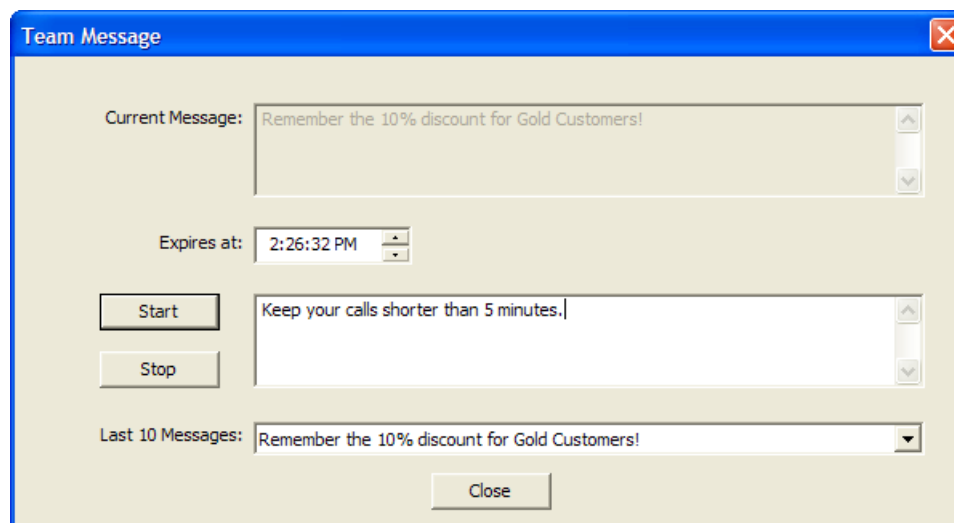 Team Message
Current Message: Remember the 10% discount for Gold Customers!
Expires at: 2:26:32 PM
Start Keep your calls shorter than 5 minutes.
Stop
Last 10 Messages: Remember the 10% discount for Gold Customers!
Close